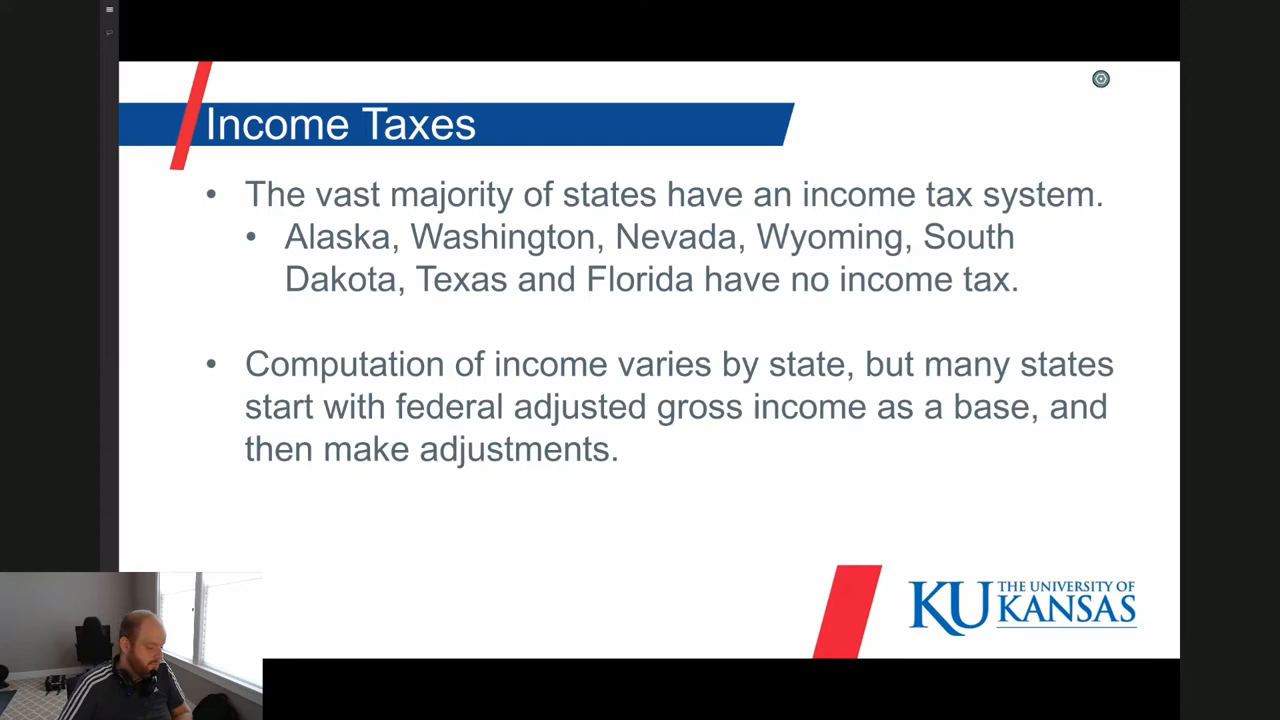 Income Taxes
• The vast majority of states have an income tax system.
• Alaska, Washington, Nevada, Wyoming, South
Dakota, Texas and Florida have no income tax.
• Computation of income varies by state, but many states
start with federal adjusted gross income as a base, and
then make adjustments.
KU THE UNIVERSITY OF
KANSAS